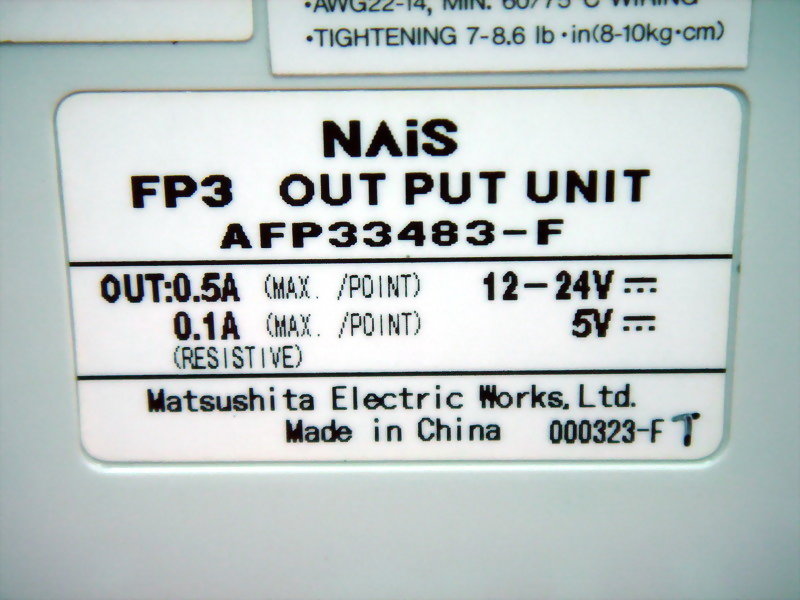 •AWG22-14, MIN. 60/75°C WIRING
•TIGHTENING 7-8.6 lb•in(8-10kg•cm)
NAiS
FP3 OUT PUT UNIT
AFP33483-F
OUT:0.5A (MAX. /POINT) 12-24V ⎓
0.1A (MAX. /POINT) 5V ⎓
(RESISTIVE)
Matsushita Electric Works, Ltd.
Made in China 000323-F T